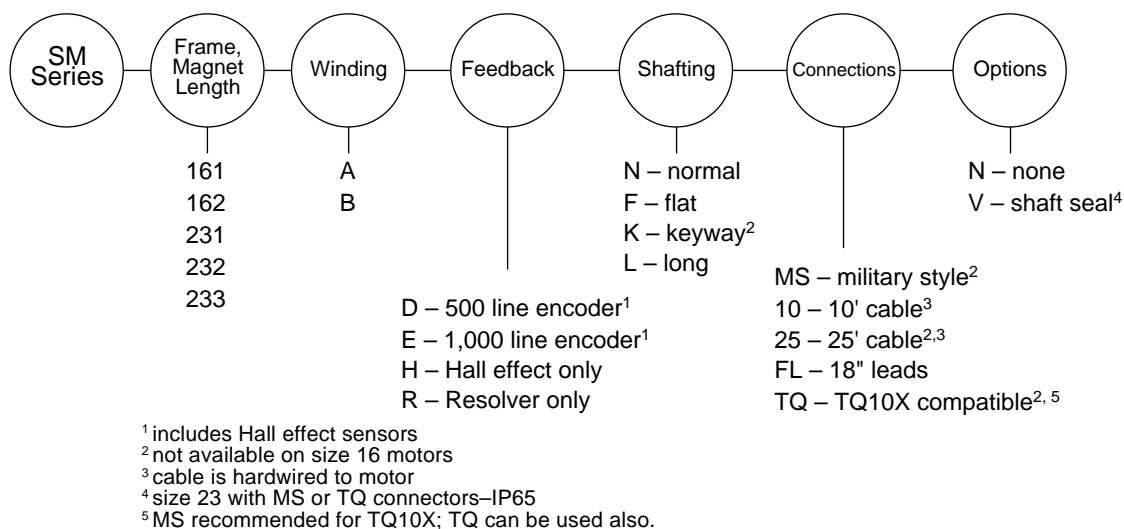 SM
Series
Frame,
Magnet
Length
Winding
Feedback
Shafting
Connections
Options
161
162
231
232
233
A
B
D – 500 line encoder¹
E – 1,000 line encoder¹
H – Hall effect only
R – Resolver only
N – normal
F – flat
K – keyway²
L – long
MS – military style²
10 – 10' cable³
25 – 25' cable²,³
FL – 18" leads
TQ – TQ10X compatible², ⁵
N – none
V – shaft seal⁴
¹ includes Hall effect sensors
² not available on size 16 motors
³ cable is hardwired to motor
⁴ size 23 with MS or TQ connectors–IP65
⁵ MS recommended for TQ10X; TQ can be used also.